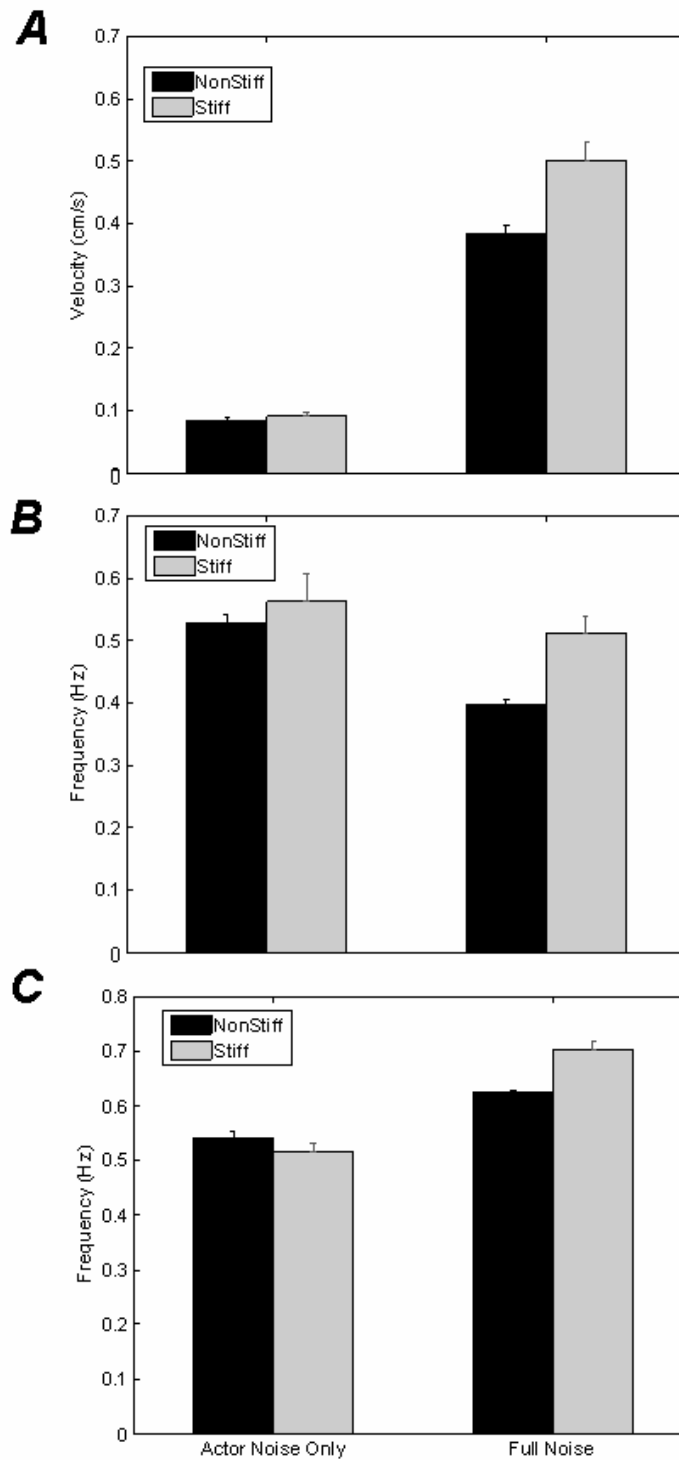 A
0.7
0.6
0.5
0.4
0.3
0.2
0.1
0
Velocity (cm/s)
NonStiff
Stiff
B
0.7
0.6
0.5
0.4
0.3
0.2
0.1
0
Frequency (Hz)
NonStiff
Stiff
C
0.8
0.7
0.6
0.5
0.4
0.3
0.2
0.1
0
Frequency (Hz)
NonStiff
Stiff
Actor Noise Only
Full Noise